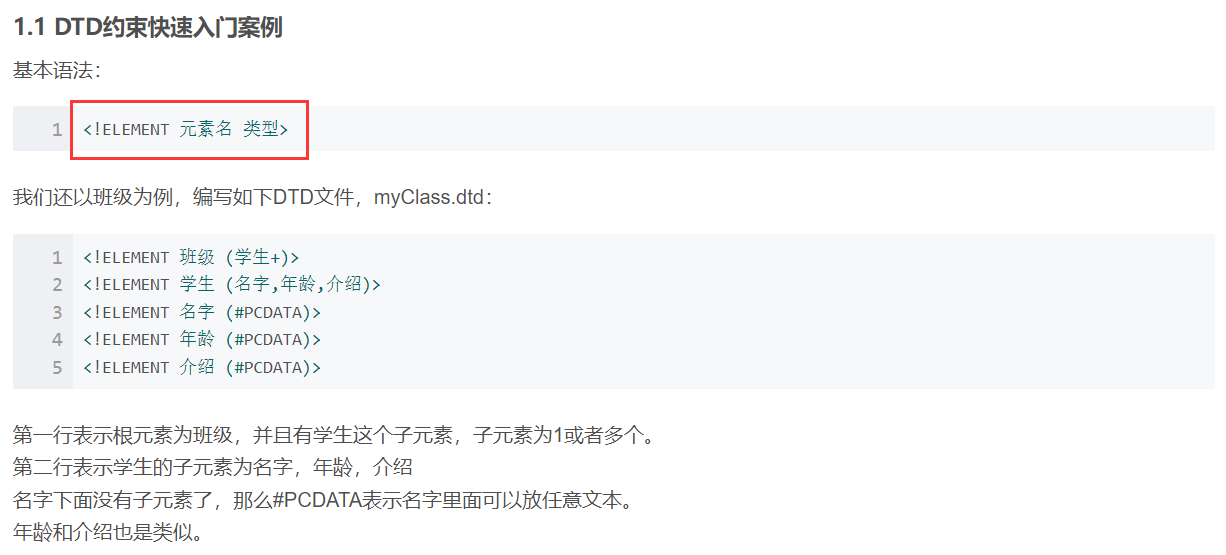 1.1 DTD约束快速入门案例
基本语法：
1 <!ELEMENT 元素名 类型>
我们还以班级为例，编写如下DTD文件，myClass.dtd：
1 <!ELEMENT 班级 (学生+)>
2 <!ELEMENT 学生 (名字,年龄,介绍)>
3 <!ELEMENT 名字 (#PCDATA)>
4 <!ELEMENT 年龄 (#PCDATA)>
5 <!ELEMENT 介绍 (#PCDATA)>
第一行表示根元素为班级，并且有学生这个子元素，子元素为1或者多个。
第二行表示学生的子元素为名字，年龄，介绍
名字下面没有子元素了，那么#PCDATA表示名字里面可以放任意文本。
年龄和介绍也是类似。